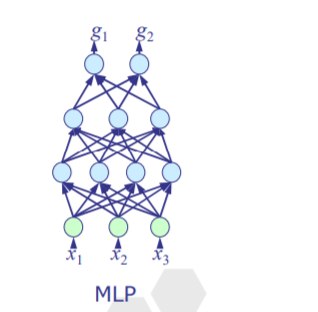 g₁ g₂
x₁ x₂ x₃
MLP